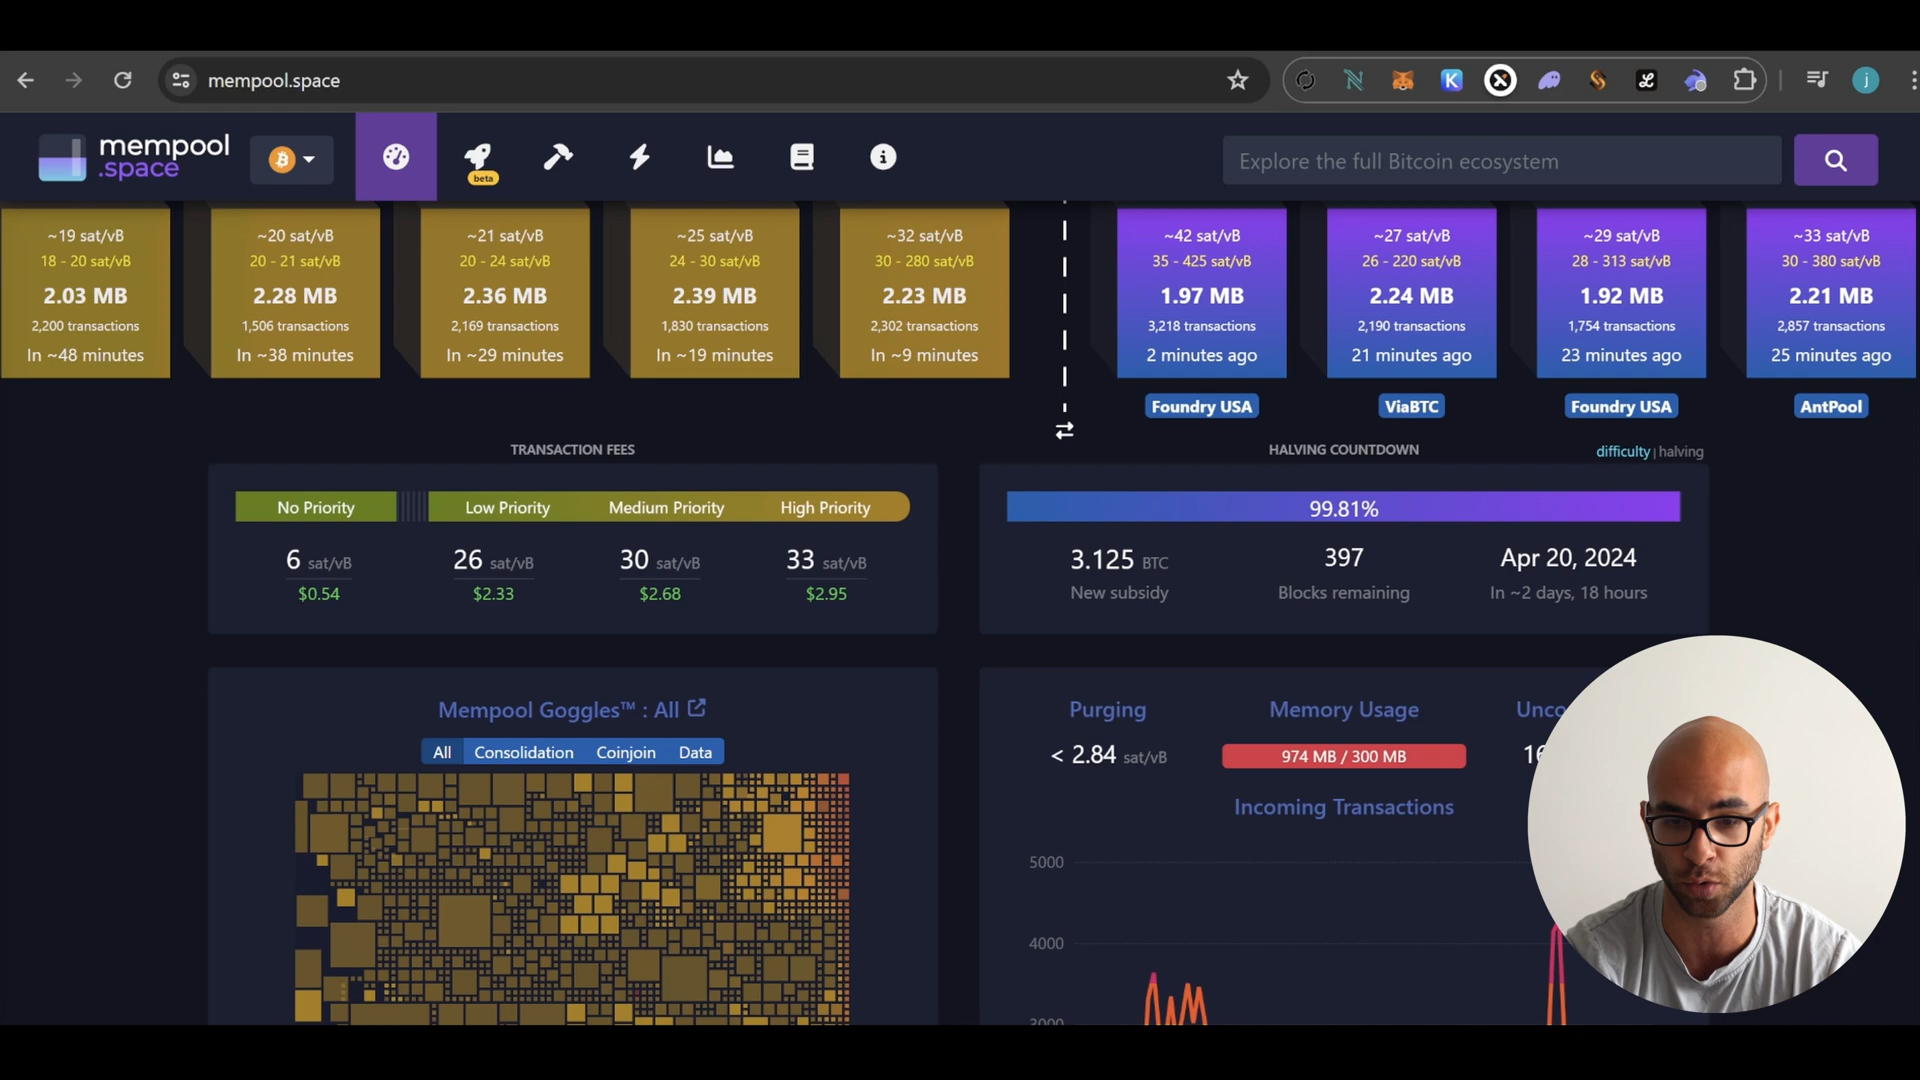 mempool.space
j
mempool
.space
beta
Explore the full Bitcoin ecosystem
~19 sat/vB
18 - 20 sat/vB
2.03 MB
2,200 transactions
In ~48 minutes
~20 sat/vB
20 - 21 sat/vB
2.28 MB
1,506 transactions
In ~38 minutes
~21 sat/vB
20 - 24 sat/vB
2.36 MB
2,169 transactions
In ~29 minutes
~25 sat/vB
24 - 30 sat/vB
2.39 MB
1,830 transactions
In ~19 minutes
~32 sat/vB
30 - 280 sat/vB
2.23 MB
2,302 transactions
In ~9 minutes
~42 sat/vB
35 - 425 sat/vB
1.97 MB
3,218 transactions
2 minutes ago
Foundry USA
~27 sat/vB
26 - 220 sat/vB
2.24 MB
2,190 transactions
21 minutes ago
ViaBTC
~29 sat/vB
28 - 313 sat/vB
1.92 MB
1,754 transactions
23 minutes ago
Foundry USA
~33 sat/vB
30 - 380 sat/vB
2.21 MB
2,857 transactions
25 minutes ago
AntPool
TRANSACTION FEES
No Priority
Low Priority
Medium Priority
High Priority
6 sat/vB
26 sat/vB
30 sat/vB
33 sat/vB
$0.54
$2.33
$2.68
$2.95
HALVING COUNTDOWN
difficulty | halving
99.81%
3.125 BTC
New subsidy
397
Blocks remaining
Apr 20, 2024
In ~2 days, 18 hours
Mempool Goggles™ : All
All
Consolidation
Coinjoin
Data
Purging
< 2.84 sat/vB
Memory Usage
974 MB / 300 MB
Unco
Incoming Transactions
5000
4000
3000